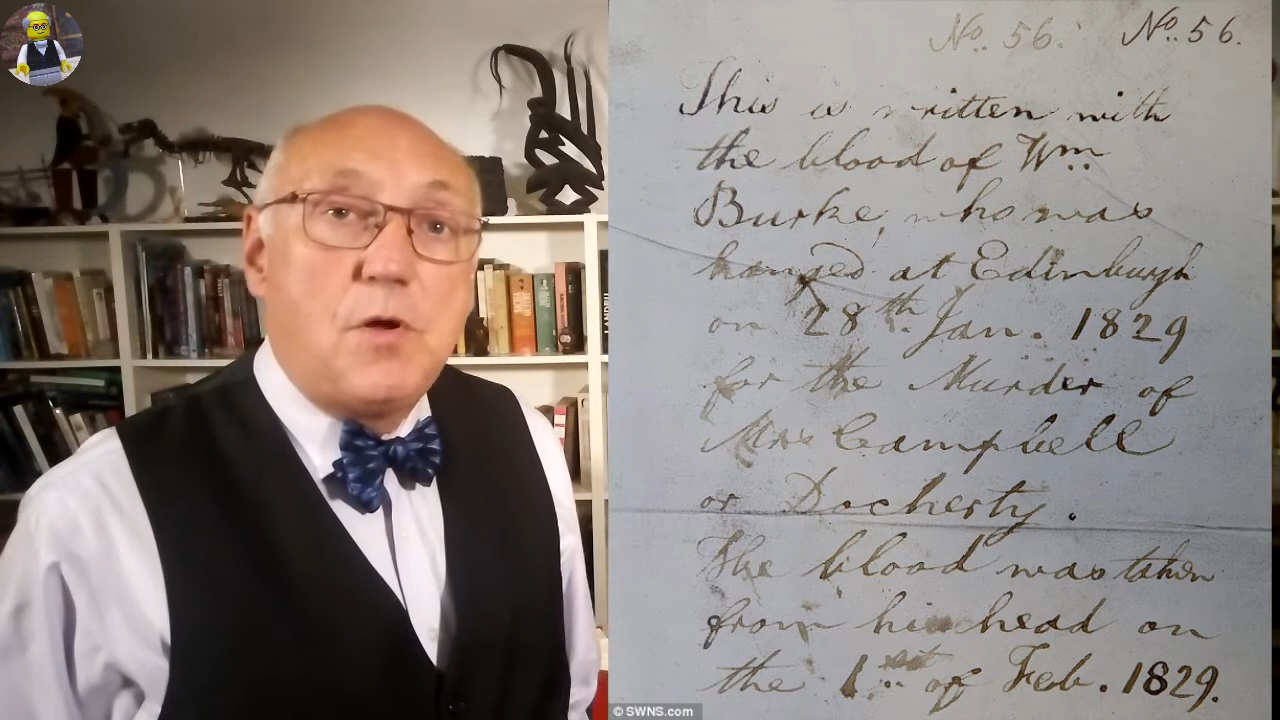 No. 56. No. 56.
This is written with
the blood of Wm.
Burke, who was
hanged at Edinburgh
on 28th. Jan. 1829
for the Murder of
Mrs Campbell
or Docherty.
The blood was taken
from his head on
the 1st of Feb. 1829.
© SWNS.com